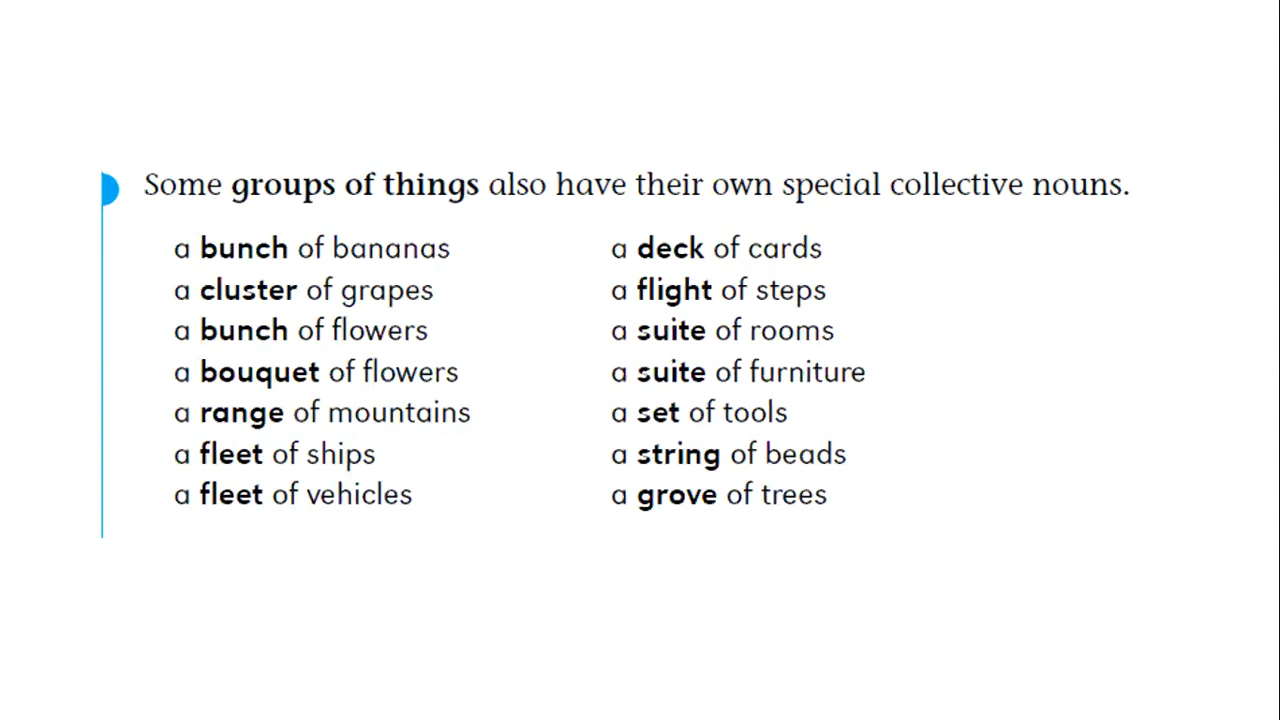 Some groups of things also have their own special collective nouns.
a bunch of bananas
a cluster of grapes
a bunch of flowers
a bouquet of flowers
a range of mountains
a fleet of ships
a fleet of vehicles
a deck of cards
a flight of steps
a suite of rooms
a suite of furniture
a set of tools
a string of beads
a grove of trees